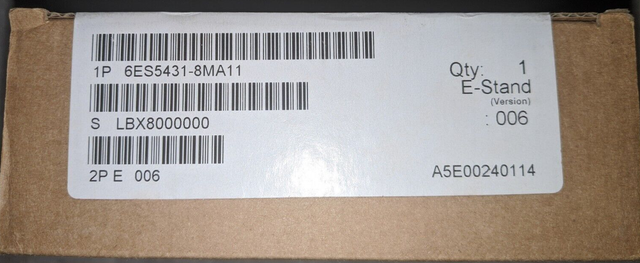 1P 6ES5431-8MA11
S LBX8000000
2P E 006
Qty: 1
E-Stand
(Version)
: 006
A5E00240114